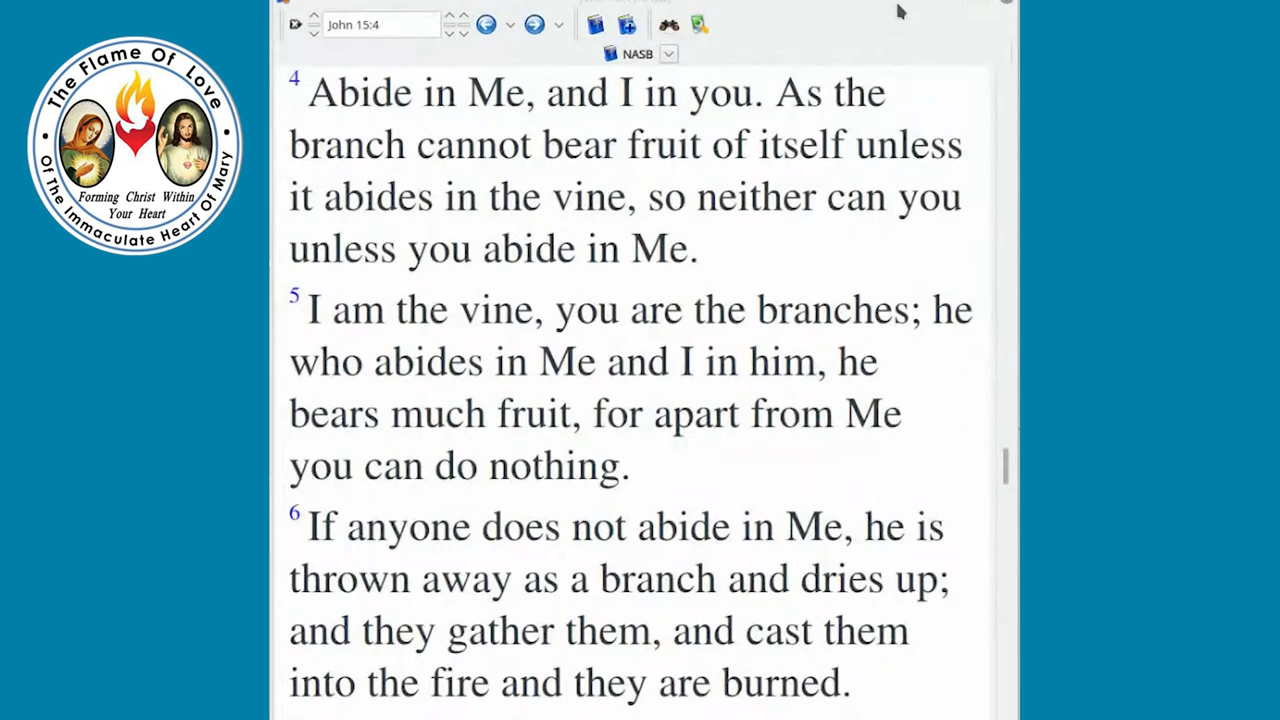 The Flame Of Love
Of The Immaculate Heart Of Mary
Forming Christ Within
Your Heart
John 15:4
NASB
4 Abide in Me, and I in you. As the
branch cannot bear fruit of itself unless
it abides in the vine, so neither can you
unless you abide in Me.
5 I am the vine, you are the branches; he
who abides in Me and I in him, he
bears much fruit, for apart from Me
you can do nothing.
6 If anyone does not abide in Me, he is
thrown away as a branch and dries up;
and they gather them, and cast them
into the fire and they are burned.